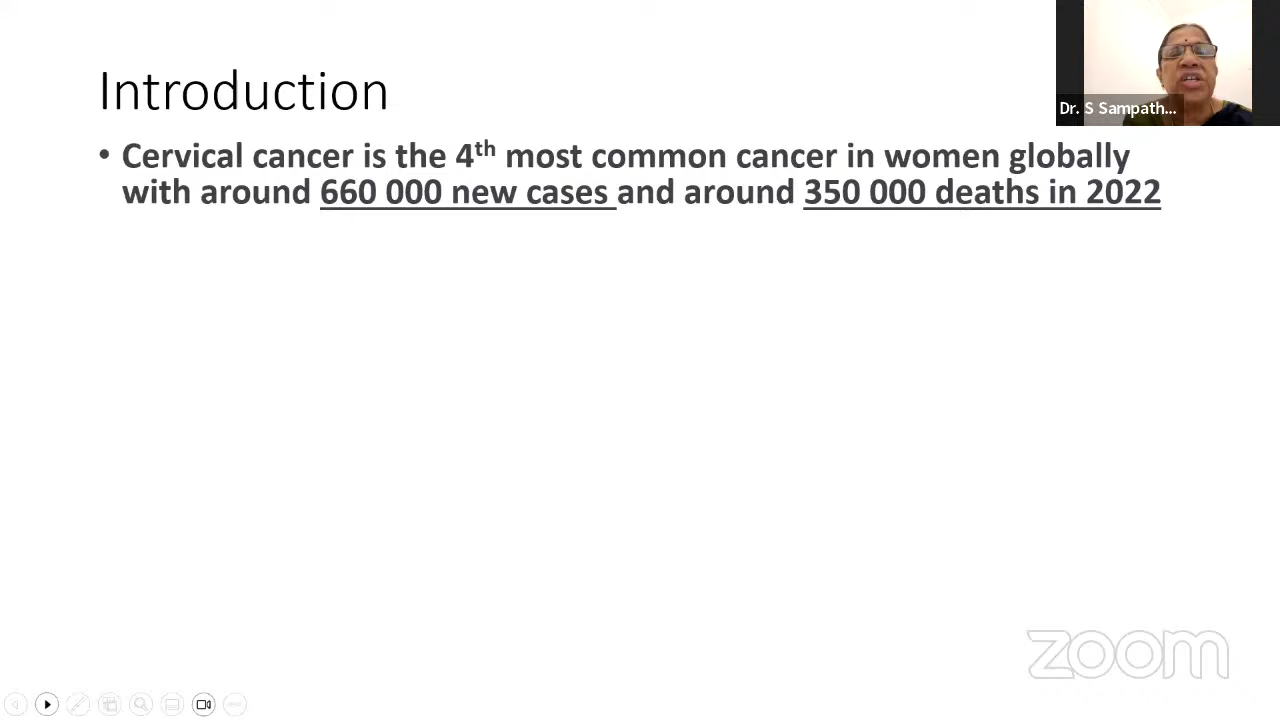 Introduction
• Cervical cancer is the 4th most common cancer in women globally
with around 660 000 new cases and around 350 000 deaths in 2022
Dr. S Sampath...
zoom